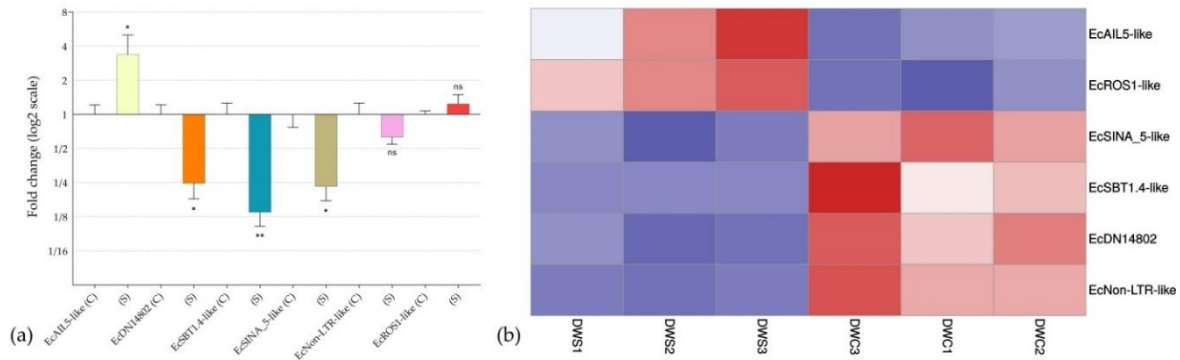 8
4
2
1
1/2
1/4
1/8
1/16
Fold change (log2 scale)
*
*
**
*
ns
ns
EcAIL5-like (C)
(S)
EcDN14802 (C)
(S)
EcSBT1.4-like (C)
(S)
EcSINA_5-like (C)
(S)
EcNon-LTR-like (C)
(S)
EcROS1-like (C)
(S)
(a)
EcAIL5-like
EcROS1-like
EcSINA_5-like
EcSBT1.4-like
EcDN14802
EcNon-LTR-like
DWS1
DWS2
DWS3
DWC3
DWC1
DWC2
(b)